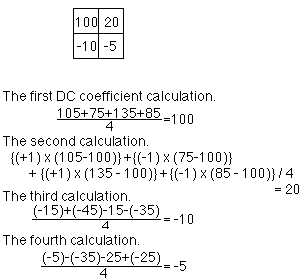 100 20
-10 -5
The first DC coefficient calculation.
105+75+135+85
4
=100
The second calculation.
{(+1) x (105-100)}+{(-1) x (75-100)}
+ {(+1) x (135 - 100)}+{(-1) x (85 - 100)} / 4
= 20
The third calculation.
(-15)+(-45)-15-(-35)
4
= -10
The fourth calculation.
(-5)-(-35)-25+(-25)
4
= -5